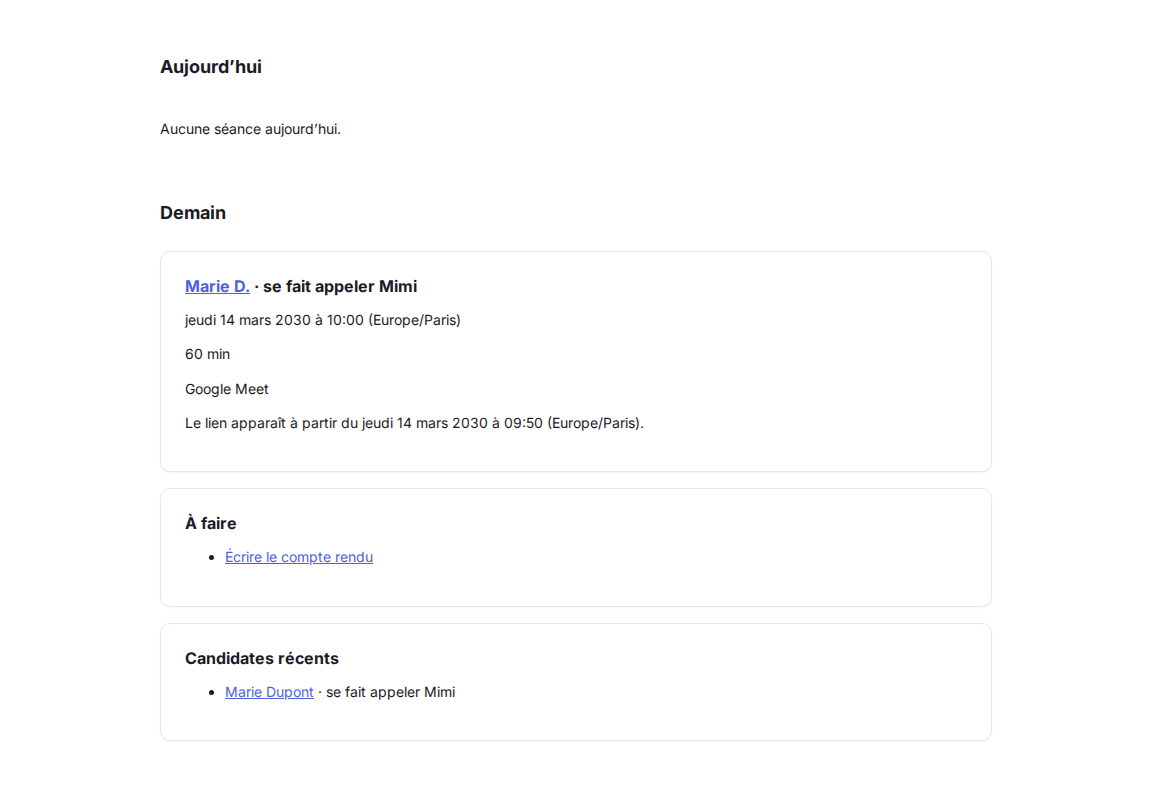 Aujourd’hui
Aucune séance aujourd’hui.
Demain
Marie D. · se fait appeler Mimi
jeudi 14 mars 2030 à 10:00 (Europe/Paris)
60 min
Google Meet
Le lien apparaît à partir du jeudi 14 mars 2030 à 09:50 (Europe/Paris).
À faire
Écrire le compte rendu
Candidates récents
Marie Dupont · se fait appeler Mimi